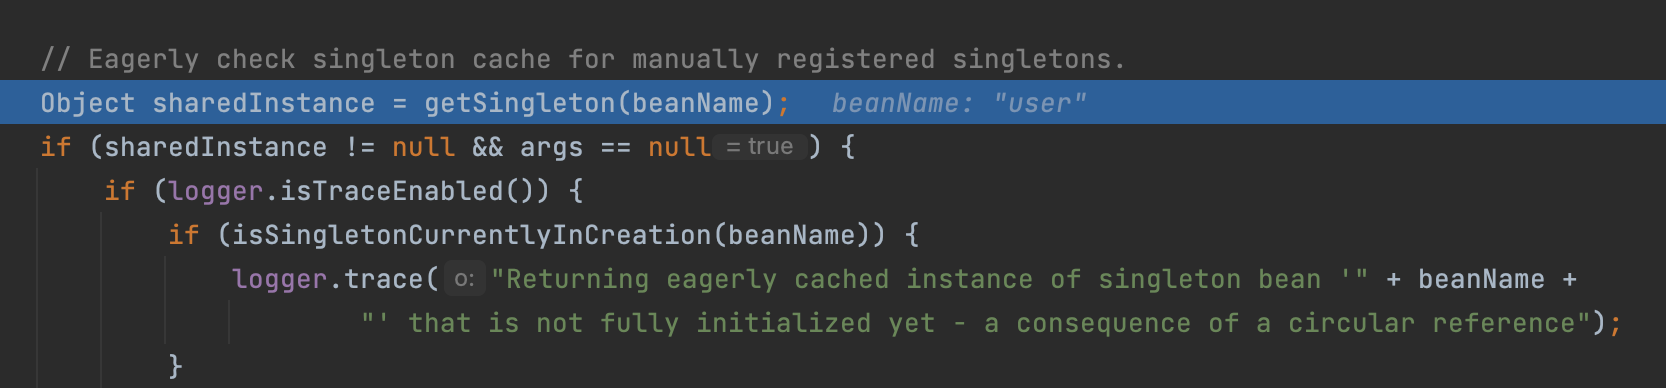 // Eagerly check singleton cache for manually registered singletons.
Object sharedInstance = getSingleton(beanName);  beanName: "user"
if (sharedInstance != null && args == null = true ) {
if (logger.isTraceEnabled()) {
if (isSingletonCurrentlyInCreation(beanName)) {
logger.trace( o: "Returning eagerly cached instance of singleton bean '" + beanName +
"' that is not fully initialized yet - a consequence of a circular reference");
}